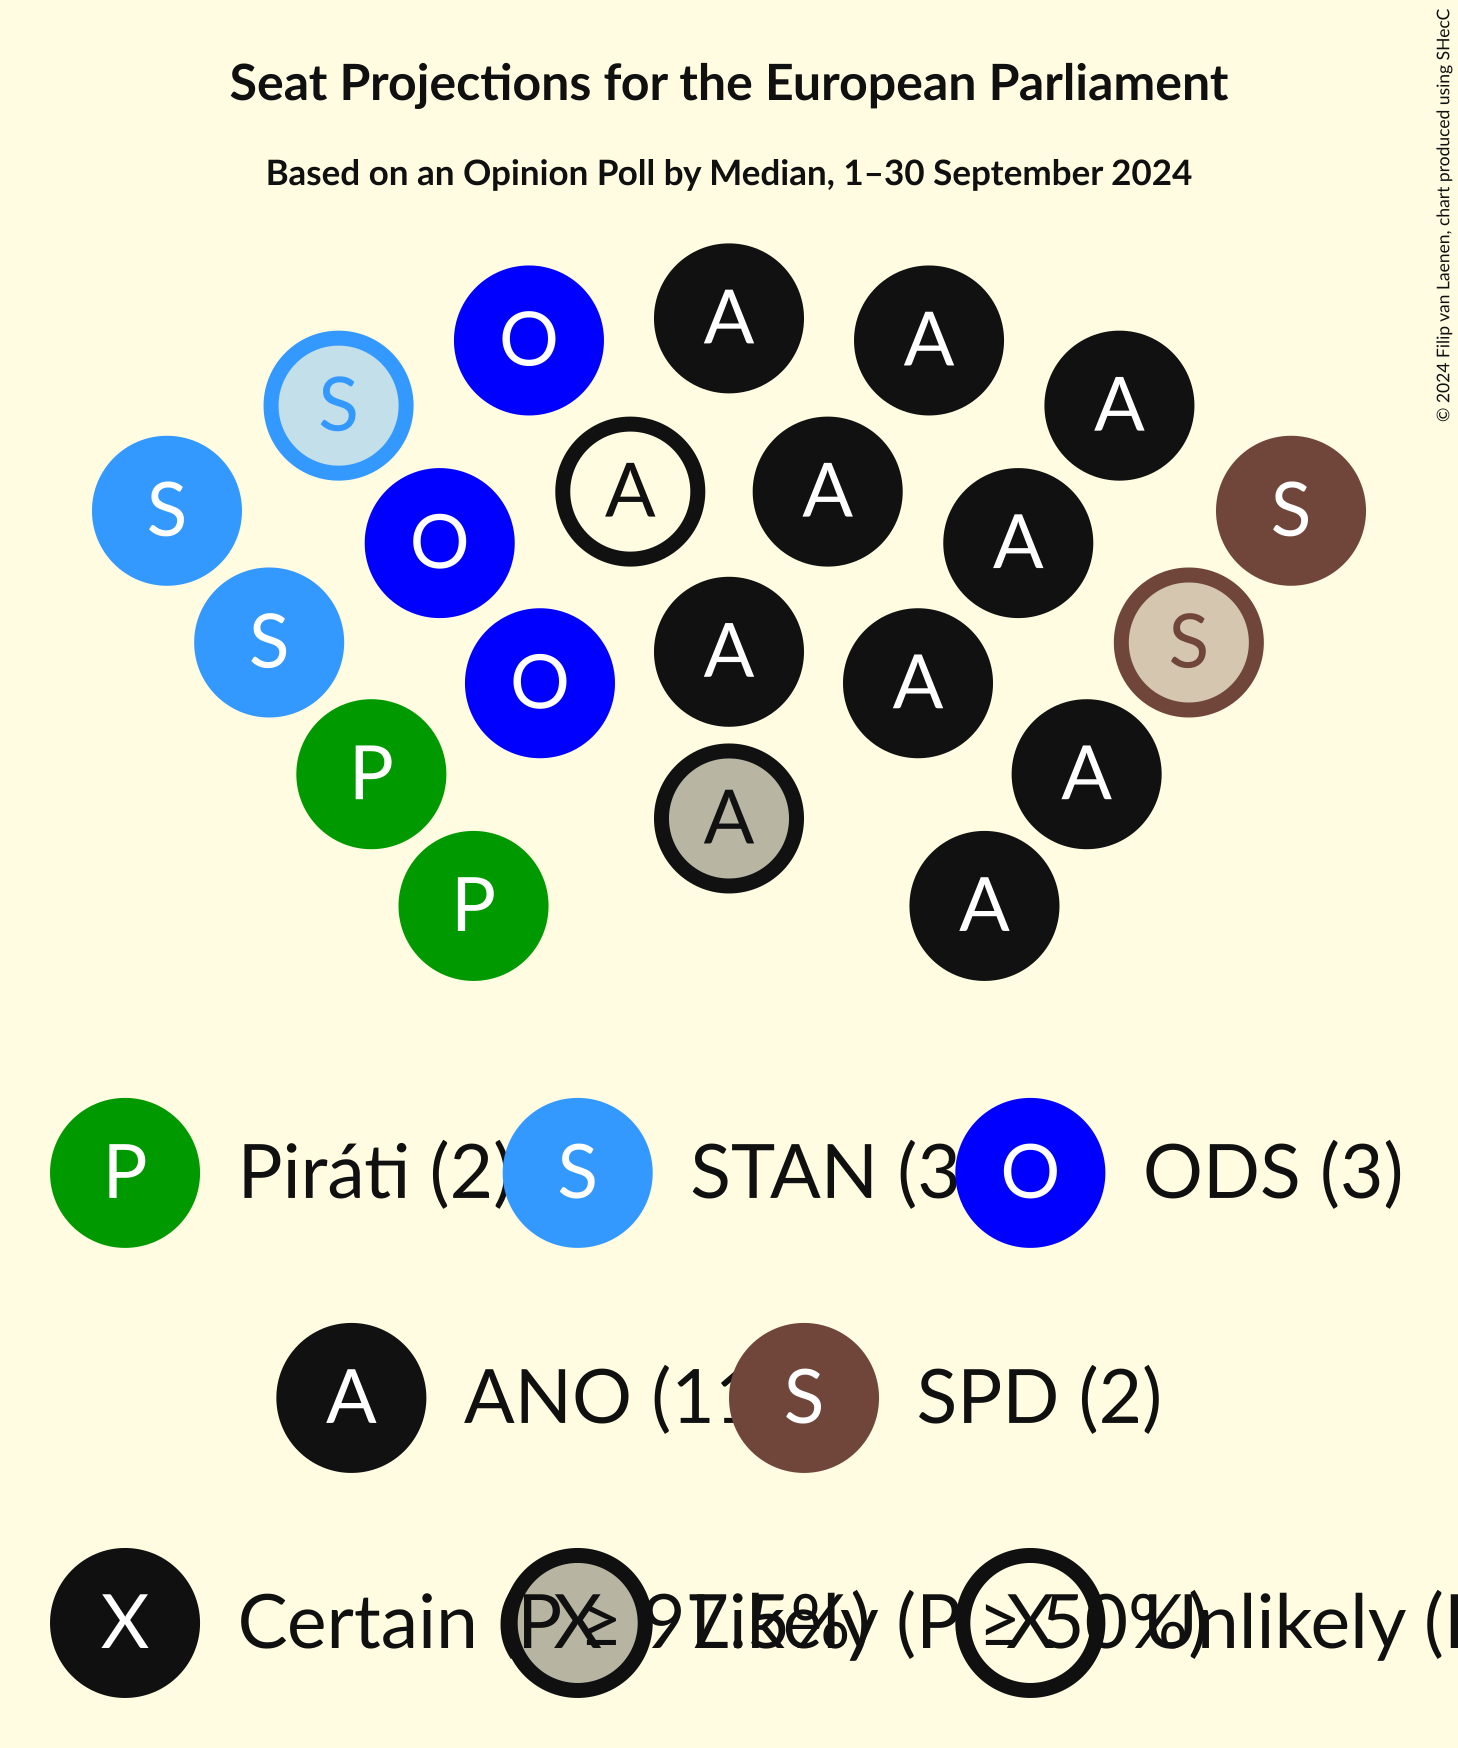 Seat Projections for the European Parliament
Based on an Opinion Poll by Median, 1–30 September 2024
© 2024 Filip van Laenen, chart produced using SHecC
A
O A
S A
A A
S S
O A
S A S
O A
P A
A
P A
P Piráti (2) S STAN (3 O ODS (3)
A ANO (11 S SPD (2)
X Certain (P ≥ 97.5%) X Likely (P ≥ 50%) X Unlikely (